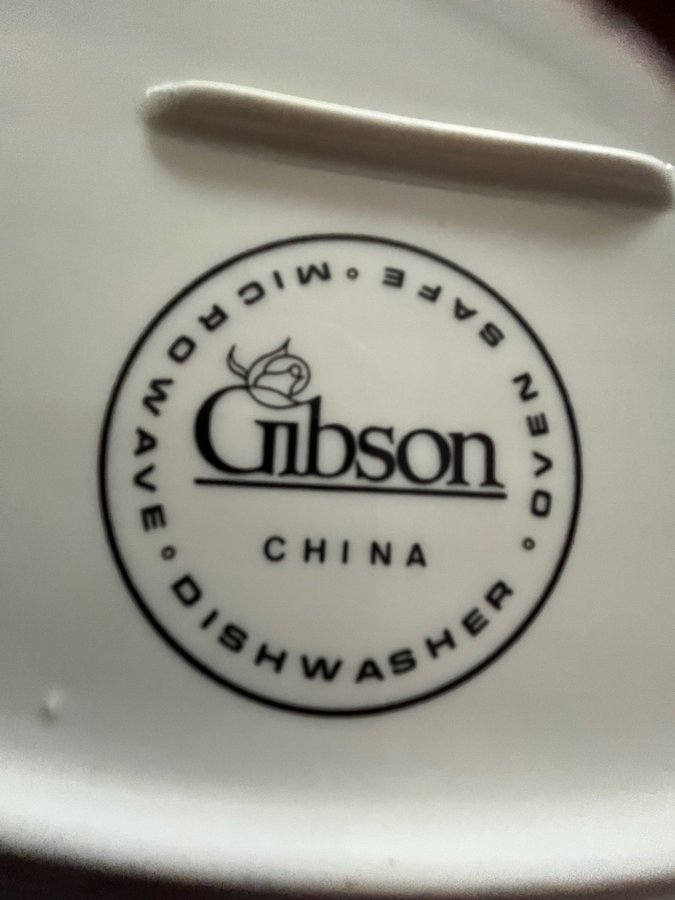 Gibson
CHINA
MICROWAVE ° DISHWASHER ° OVEN SAFE °